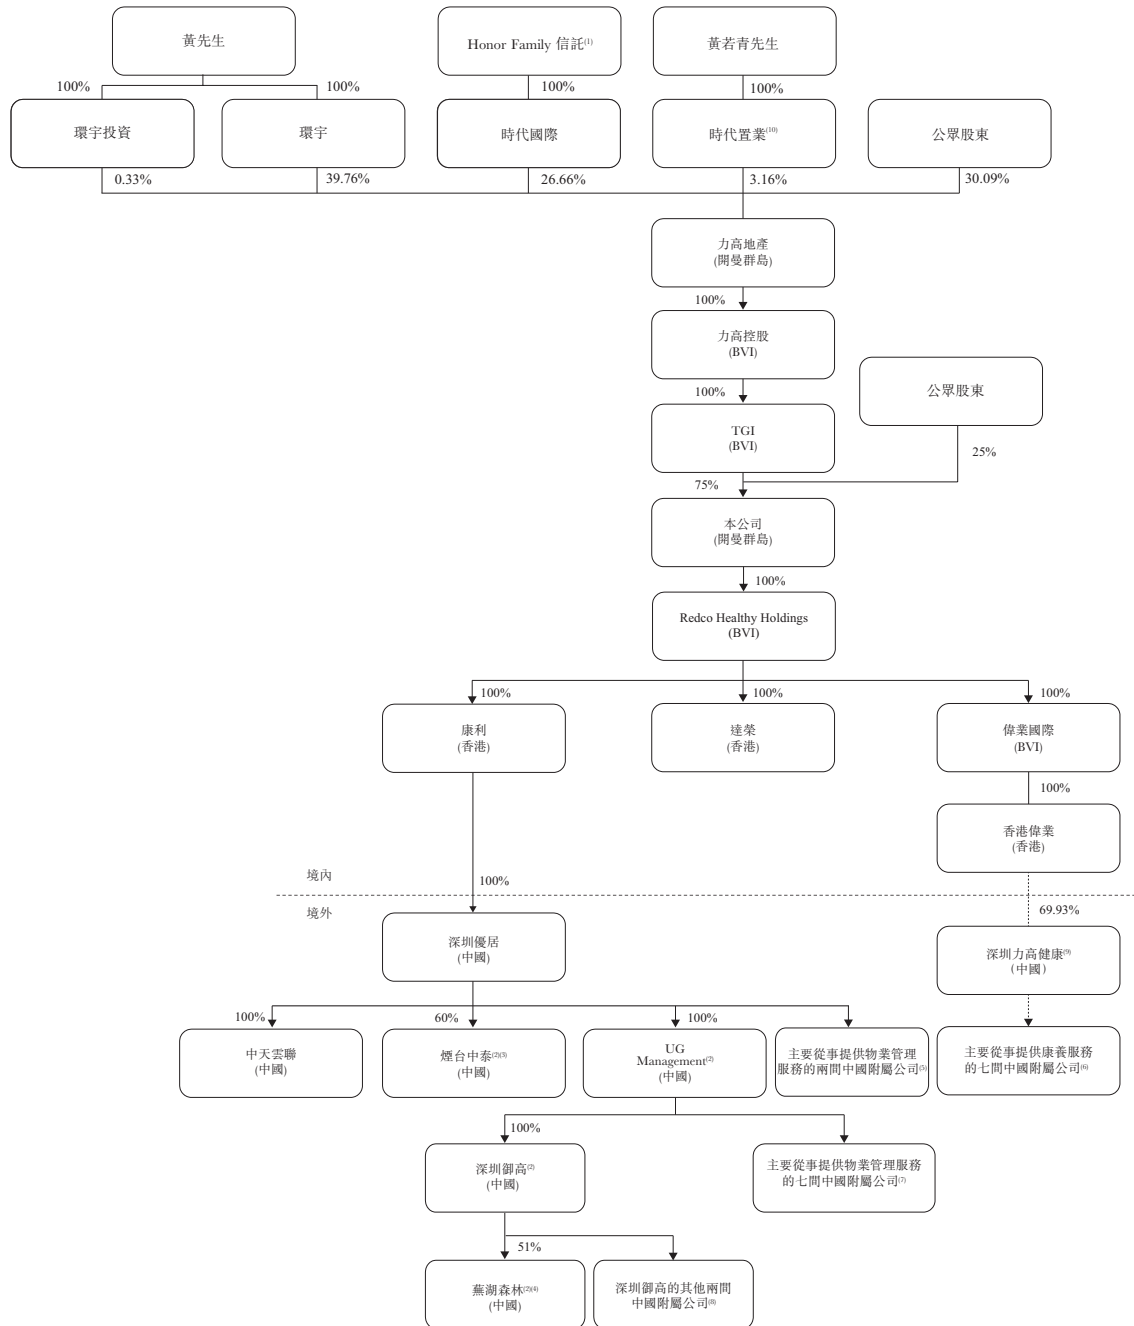 黃先生
Honor Family 信託(1)
黃若青先生
100%
100%
100%
100%
環宇投資
環宇
時代國際
時代置業(10)
公眾股東
0.33%
39.76%
26.66%
3.16%
30.09%
力高地產
(開曼群島)
100%
力高控股
(BVI)
100%
公眾股東
TGI
(BVI)
25%
75%
本公司
(開曼群島)
100%
Redco Healthy Holdings
(BVI)
100%
100%
100%
康利
(香港)
達榮
(香港)
偉業國際
(BVI)
100%
香港偉業
(香港)
境內
100%
境外
69.93%
深圳優居
(中國)
深圳力高健康(9)
(中國)
100%
60%
100%
中天雲聯
(中國)
煙台中泰(2)(3)
(中國)
UG
Management(2)
(中國)
主要從事提供物業管理
服務的兩間中國附屬公司(5)
主要從事提供康養服務
的七間中國附屬公司(6)
100%
深圳御高(2)
(中國)
主要從事提供物業管理服務
的七間中國附屬公司(7)
51%
蕪湖森林(2)(4)
(中國)
深圳御高的其他兩間
中國附屬公司(8)